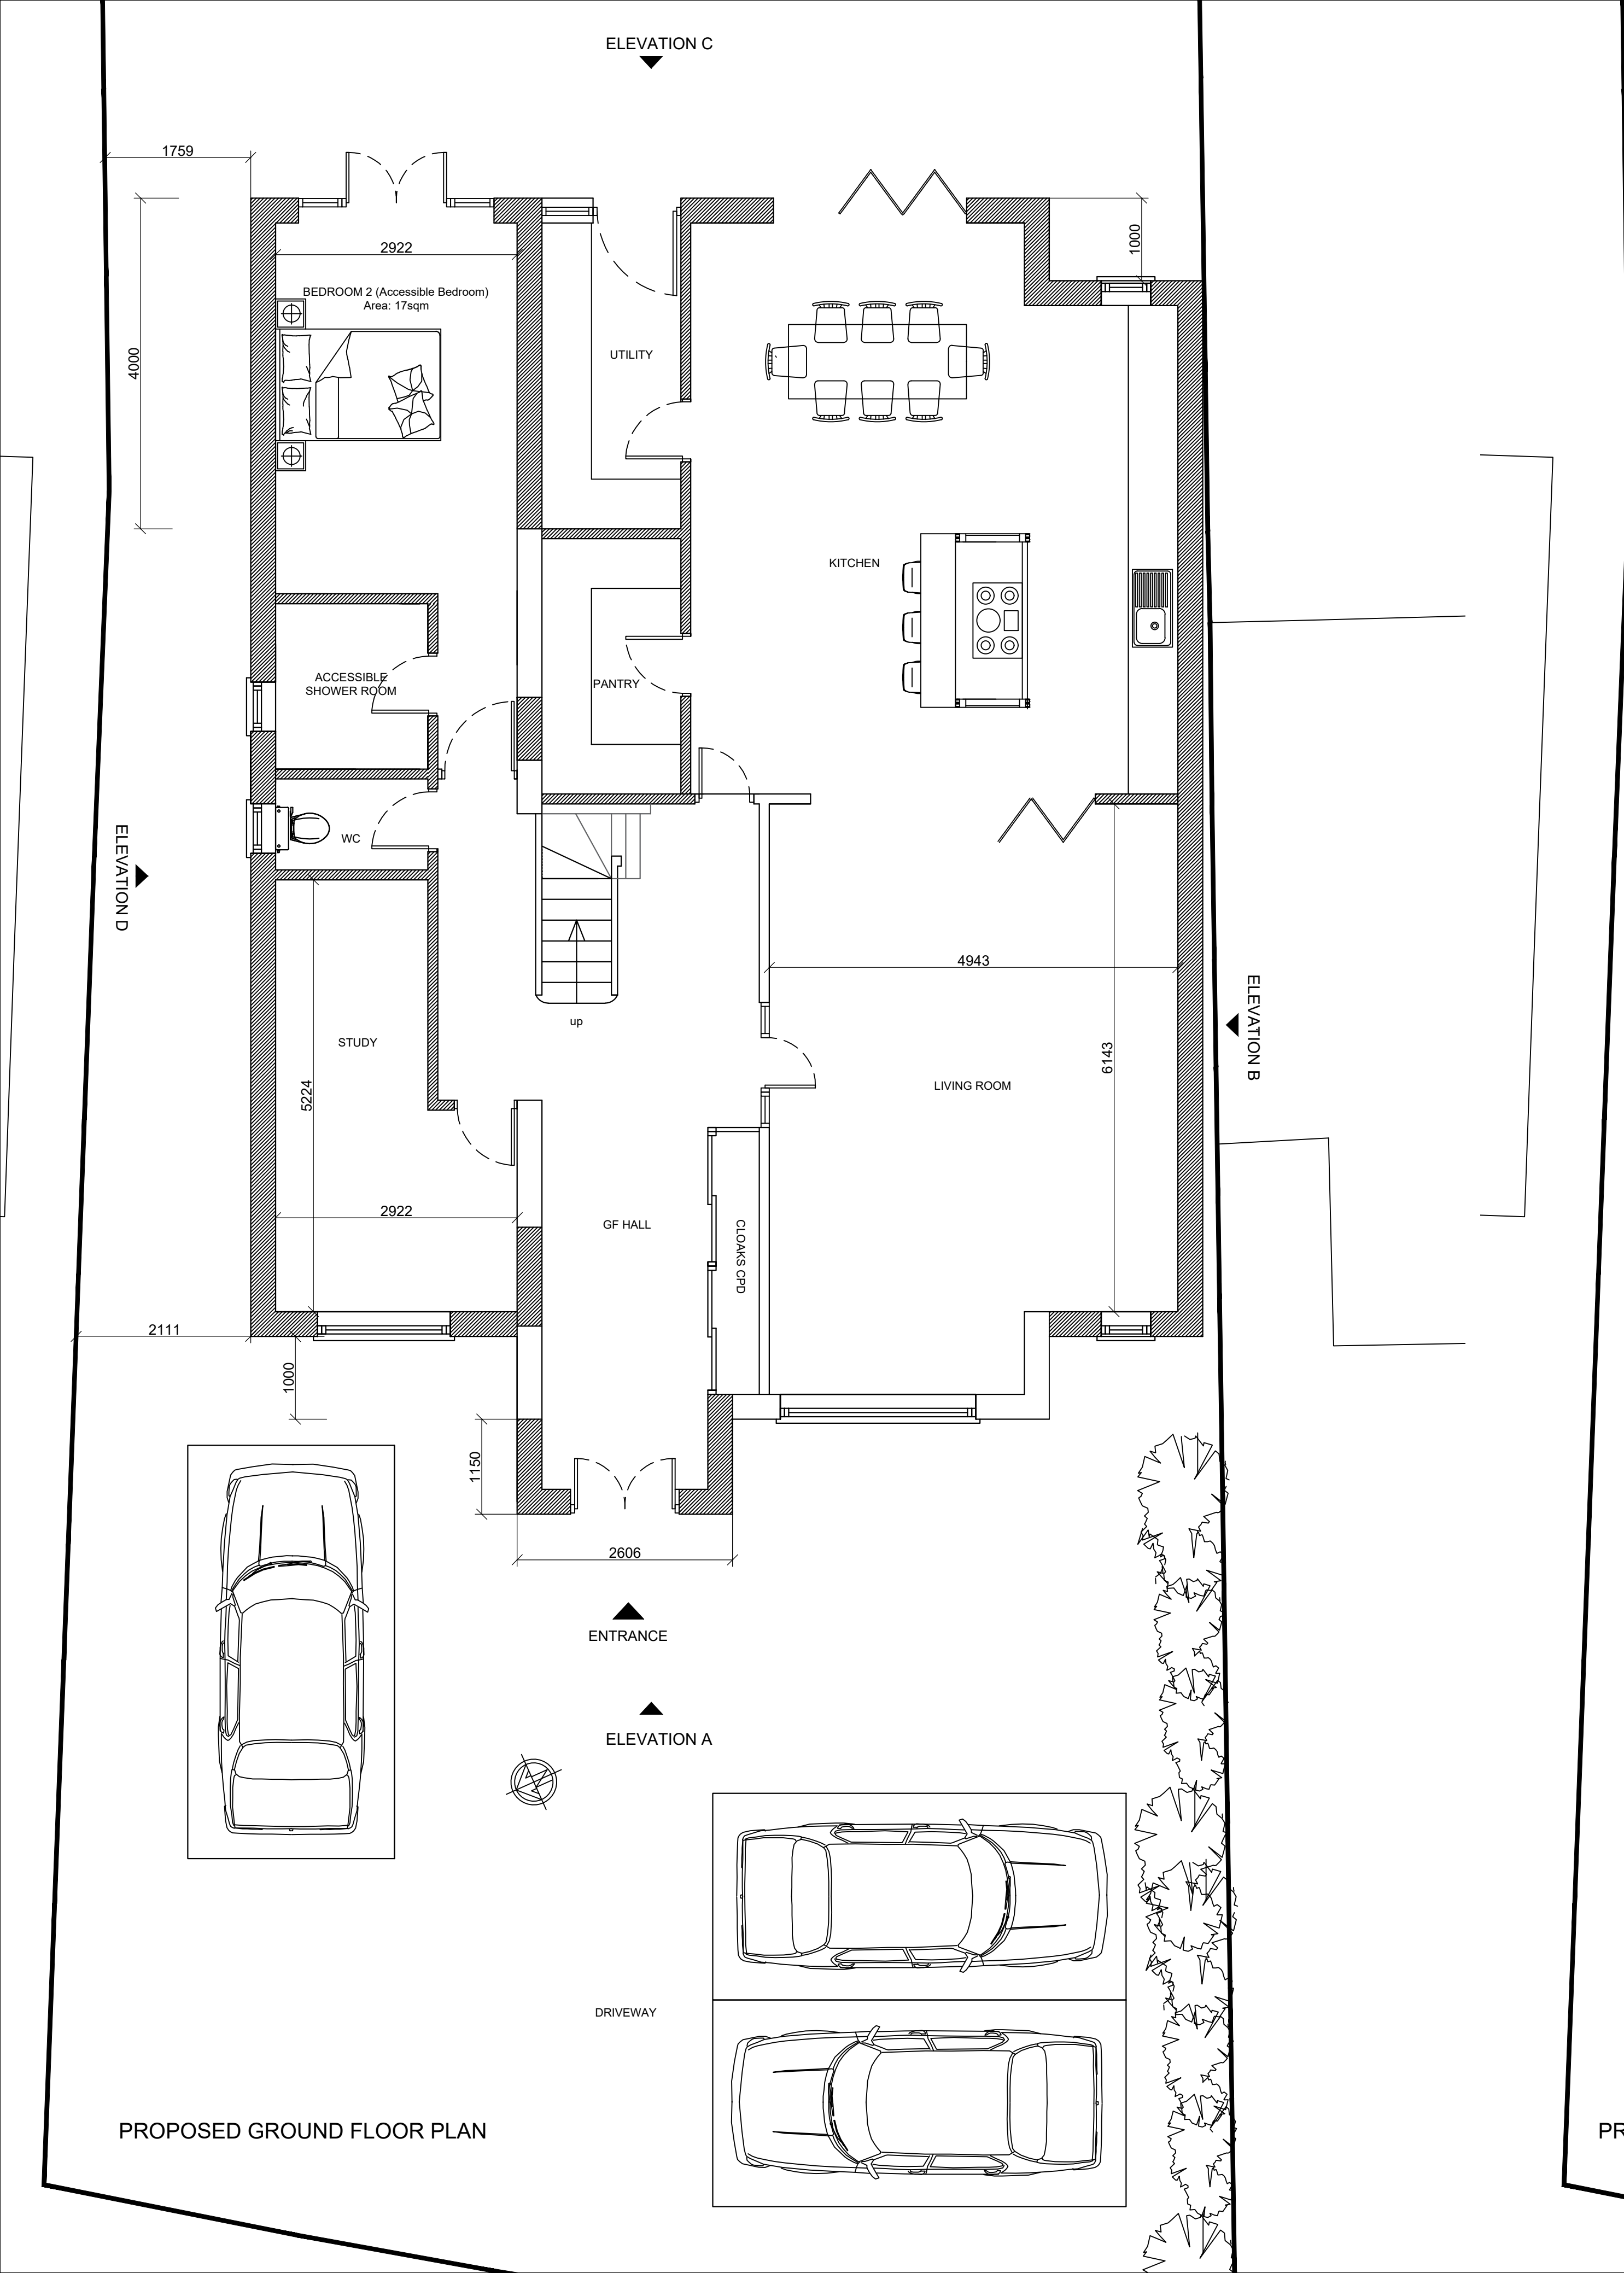 ELEVATION C
1759
1000
2922
BEDROOM 2 (Accessible Bedroom)
Area: 17sqm
4000
UTILITY
KITCHEN
ACCESSIBLE
SHOWER ROOM
PANTRY
WC
ELEVATION D
4943
ELEVATION B
up
STUDY
5224
6143
LIVING ROOM
2922
GF HALL
CLOAKS CPD
2111
1000
1150
2606
ENTRANCE
ELEVATION A
DRIVEWAY
PROPOSED GROUND FLOOR PLAN
PR